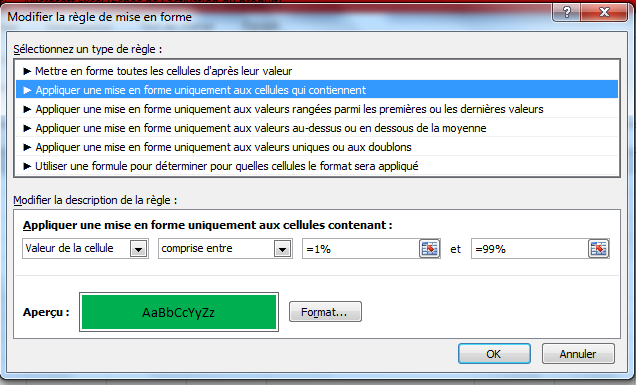 Modifier la règle de mise en forme
Sélectionnez un type de règle :
► Mettre en forme toutes les cellules d'après leur valeur
► Appliquer une mise en forme uniquement aux cellules qui contiennent
► Appliquer une mise en forme uniquement aux valeurs rangées parmi les premières ou les dernières valeurs
► Appliquer une mise en forme uniquement aux valeurs au-dessus ou en dessous de la moyenne
► Appliquer une mise en forme uniquement aux valeurs uniques ou aux doublons
► Utiliser une formule pour déterminer pour quelles cellules le format sera appliqué
Modifier la description de la règle :
Appliquer une mise en forme uniquement aux cellules contenant :
Valeur de la cellule comprise entre =1% et =99%
Aperçu : AaBbCcYyZz Format...
OK Annuler